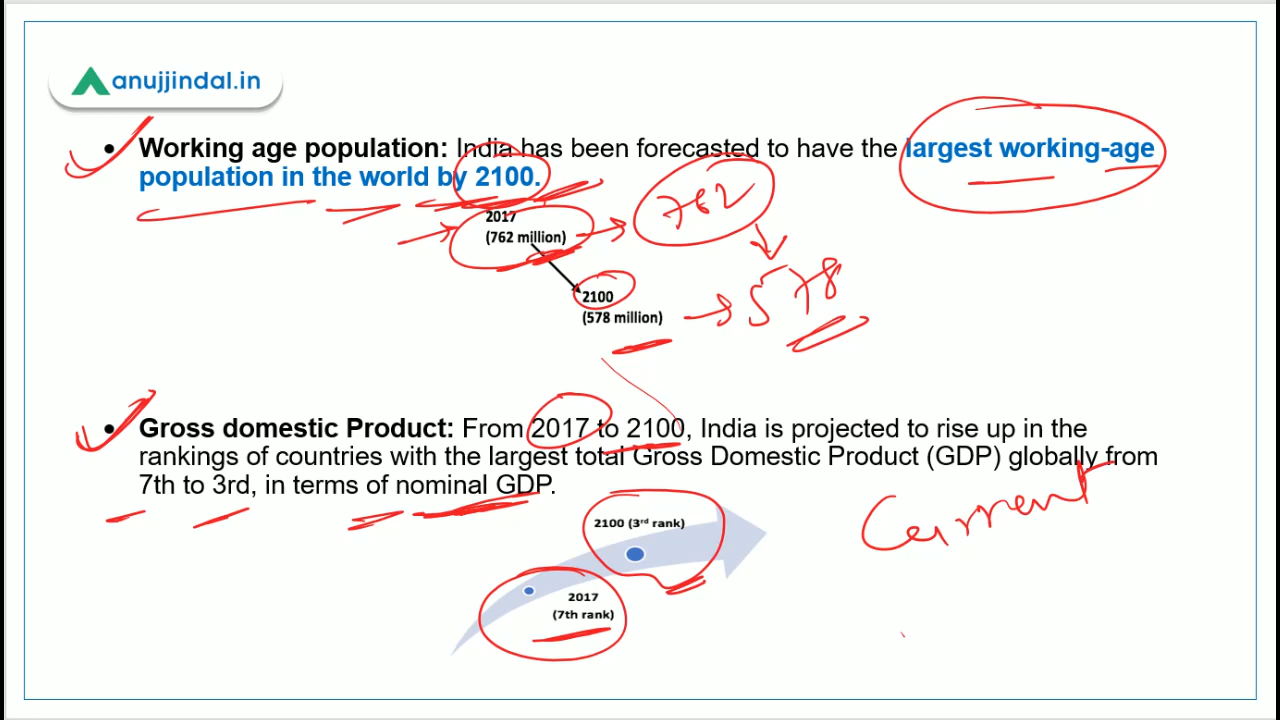 anujjindal.in
• Working age population: India has been forecasted to have the largest working-age
population in the world by 2100.
2017
(762 million)
762
2100
(578 million)
578
• Gross domestic Product: From 2017 to 2100, India is projected to rise up in the
rankings of countries with the largest total Gross Domestic Product (GDP) globally from
7th to 3rd, in terms of nominal GDP.
Current
2100 (3rd rank)
2017
(7th rank)